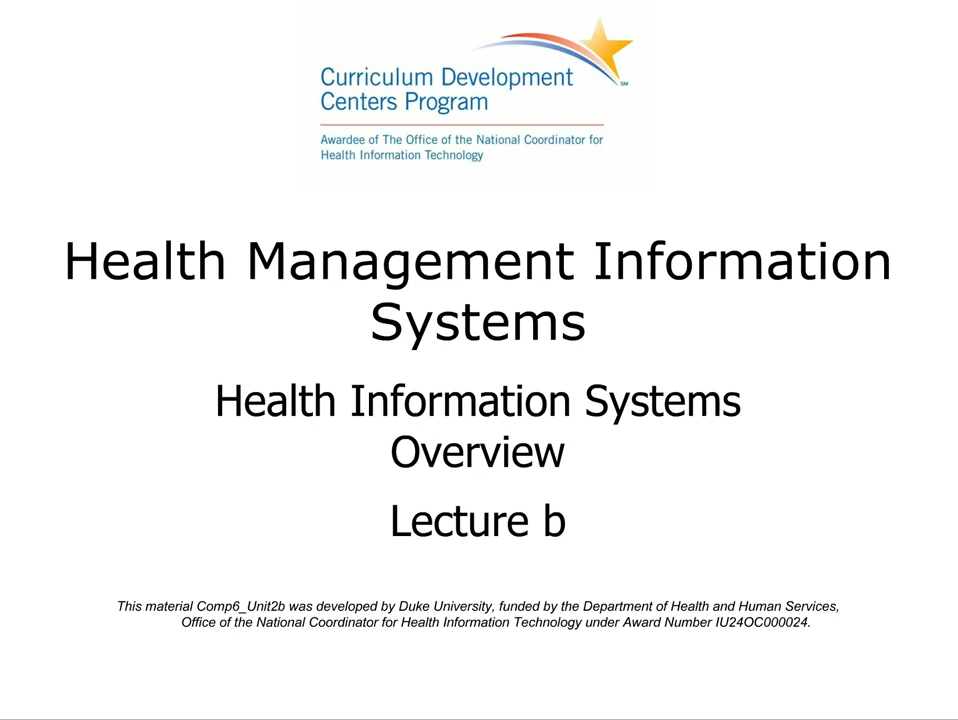 Curriculum Development
Centers Program
Awardee of The Office of the National Coordinator for
Health Information Technology
Health Management Information
Systems
Health Information Systems
Overview
Lecture b
This material Comp6_Unit2b was developed by Duke University, funded by the Department of Health and Human Services,
Office of the National Coordinator for Health Information Technology under Award Number IU24OC000024.